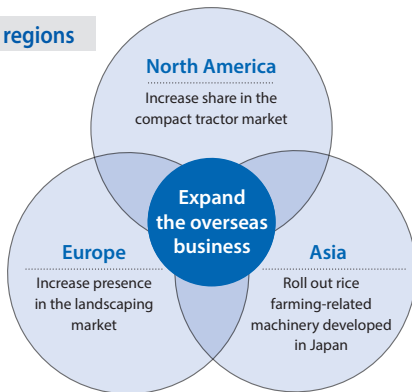 regions
North America
Increase share in the
compact tractor market
Expand
the overseas
business
Europe
Increase presence
in the landscaping
market
Asia
Roll out rice
farming-related
machinery developed
in Japan